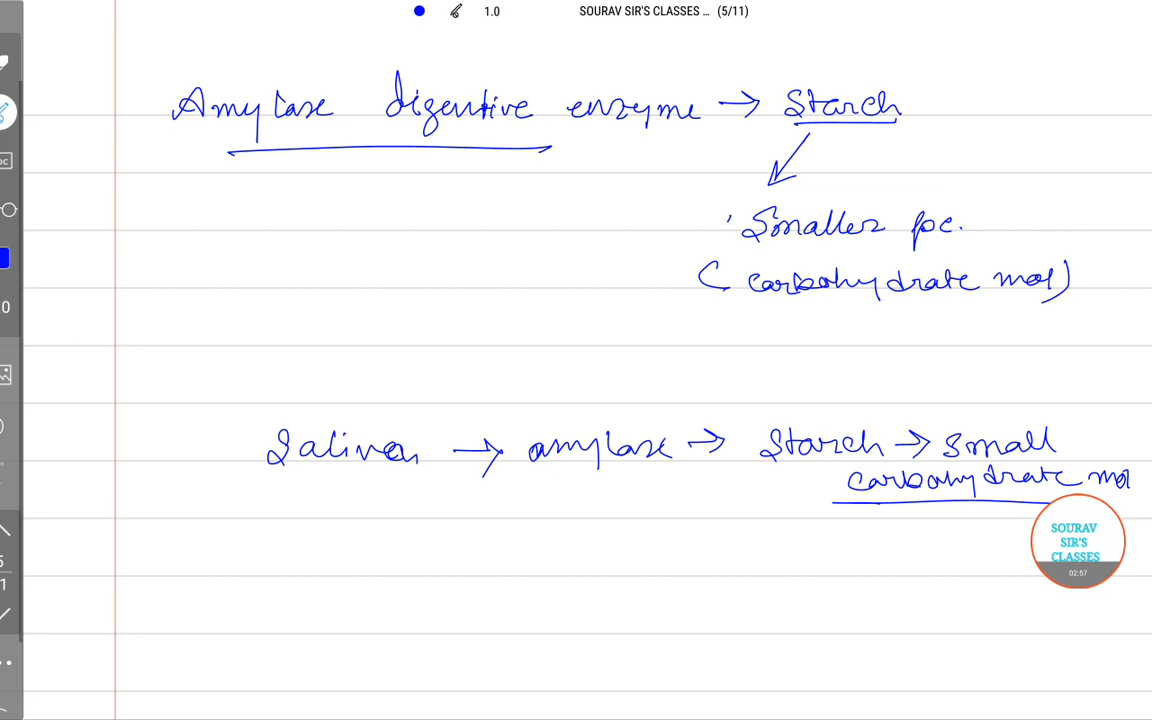 1.0 SOURAV SIR'S CLASSES ... (5/11)
Amylase digestive enzyme → Starch
Smaller pc.
(carbohydrate mol)
Saliva → amylase → Starch → Small
carbohydrate mol
SOURAV
SIR'S
CLASSES
02:57